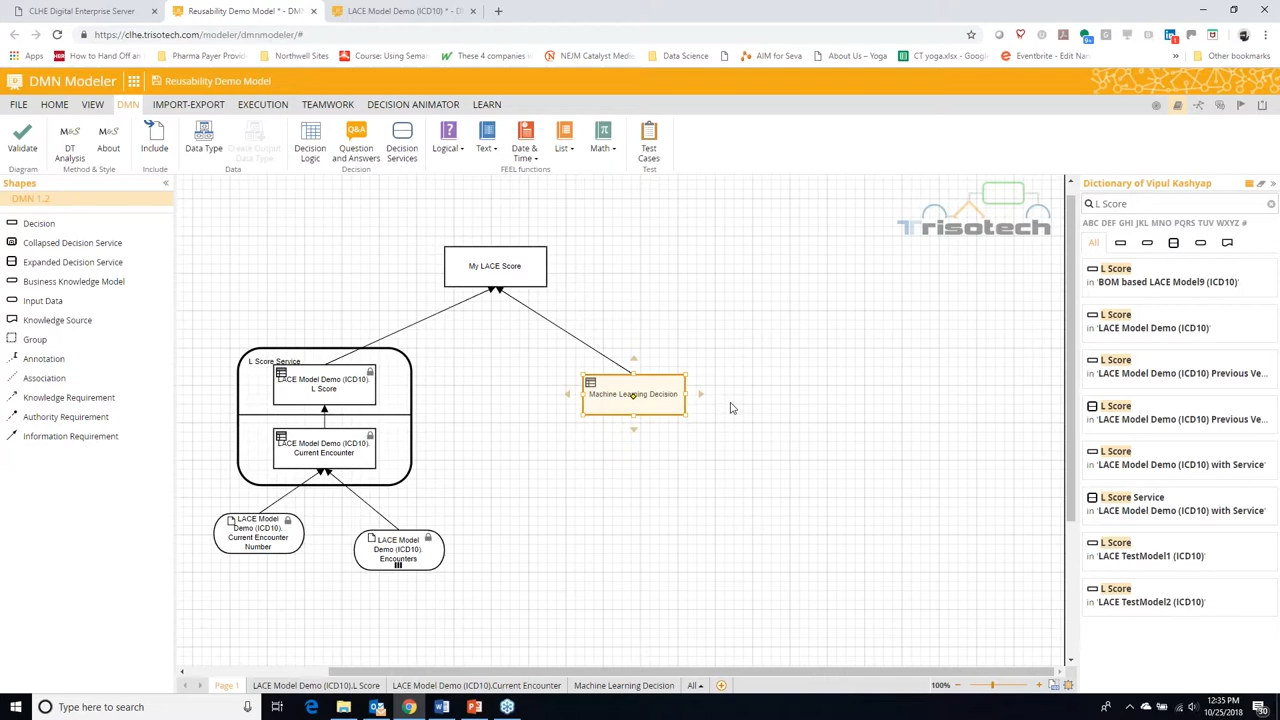 CLHE Digital Enterprise Server
Reusability Demo Model * - DMN
LACE Model Demo (ICD10) * - DM
https://clhe.trisotech.com/modeler/dmnmodeler/#
Apps
How to Hand Off an
Pharma Payer Provid
Northwell Sites
Course: Using Seman
These 4 companies
NEJM Catalyst Media
Data Science
AIM for Seva
About Us – Yoga
CT yoga.xlsx - Google
Eventbrite - Edit Nam
»
Other bookmarks
DMN Modeler
Reusability Demo Model
FILE
HOME
VIEW
DMN
IMPORT-EXPORT
EXECUTION
TEAMWORK
DECISION ANIMATOR
LEARN
M&S
M&S
Q&A
Validate
DT Analysis
About
Include
Data Type
Create Output Data Type
Decision Logic
Question and Answers
Decision Services
Logical
Text
Date & Time
List
Math
Test Cases
Diagram
Method & Style
Include
Data
Decision
FEEL functions
Test
Shapes
«
DMN 1.2
Decision
Collapsed Decision Service
Expanded Decision Service
Business Knowledge Model
Input Data
Knowledge Source
Group
Annotation
Association
Knowledge Requirement
Authority Requirement
Information Requirement
Trisotech
My LACE Score
L Score Service
LACE Model Demo (ICD10).
L Score
LACE Model Demo (ICD10).
Current Encounter
LACE Model
Demo (ICD10).
Current Encounter
Number
LACE Model
Demo (ICD10).
Encounters
Machine Learning Decision
Dictionary of Vipul Kashyap
»
L Score
ABC DEF GHI JKL MNO PQRS TUV WXYZ #
All
L Score
in 'BOM based LACE Model9 (ICD10)'
L Score
in 'LACE Model Demo (ICD10)'
L Score
in 'LACE Model Demo (ICD10) Previous Ve...
L Score
in 'LACE Model Demo (ICD10) Previous Ve...
L Score
in 'LACE Model Demo (ICD10) with Service'
L Score Service
in 'LACE Model Demo (ICD10) with Service'
L Score
in 'LACE TestModel1 (ICD10)'
L Score
in 'LACE TestModel2 (ICD10)'
Page 1
LACE Model Demo (ICD10).L Score
LACE Model Demo (ICD10).Current Encounter
Machine Learning Decision
All
100%
Type here to search
12:35 PM
10/25/2018
30